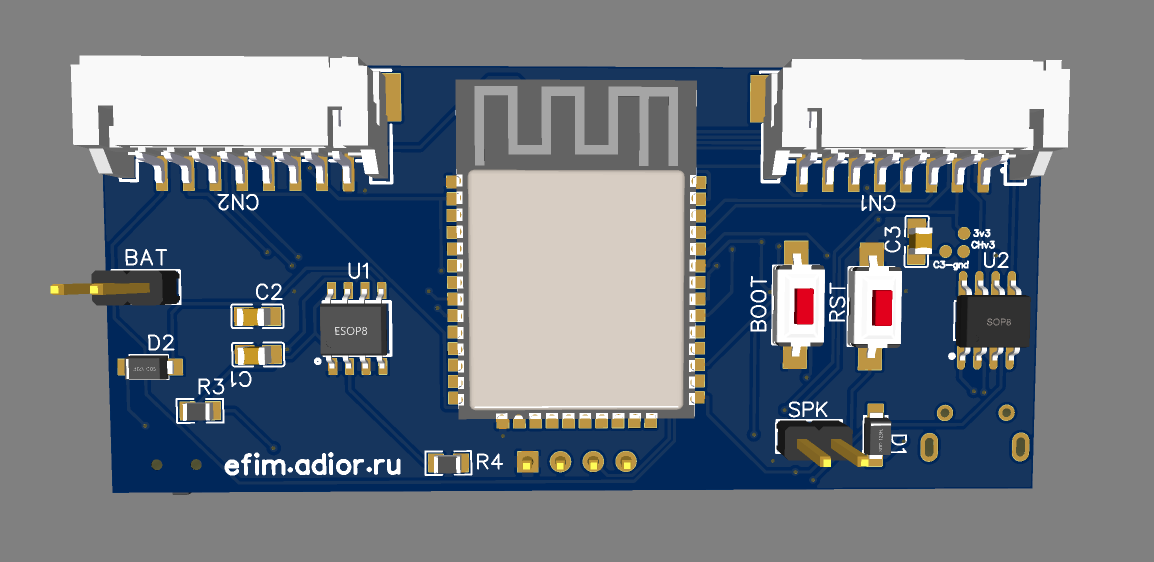 CN2
CN1
C3
3v3
CHv3
C3-gnd
U2
BAT
U1
C2
ESOP8
BOOT
RST
SOP8
D2
C1
R3
SPK
D1
efim.adior.ru
R4